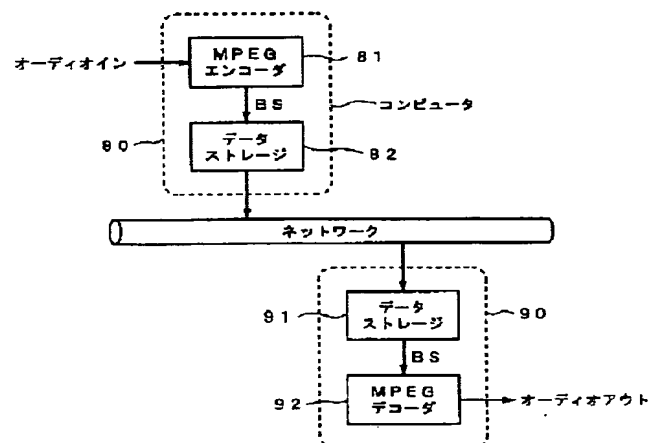 MPEG
エンコーダ
81
オーディオイン
BS
コンピュータ
80
データ
ストレージ
82
ネットワーク
91
データ
ストレージ
90
BS
92
MPEG
デコーダ
オーディオアウト